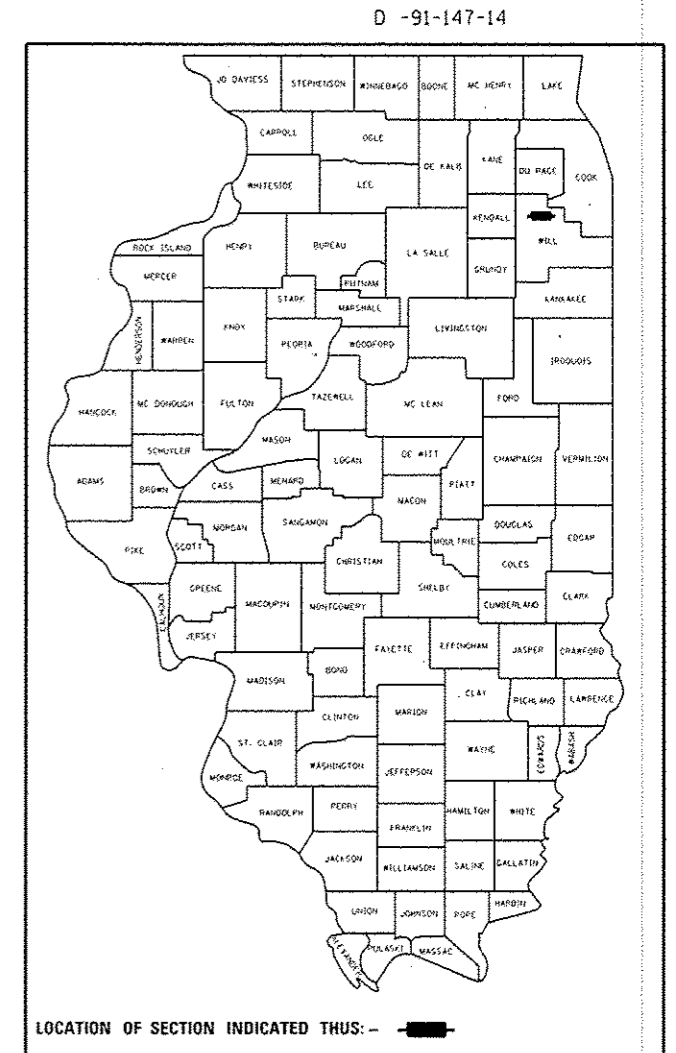 D -91-147-14
JO DAVIESS STEPHENSON WINNEBAGO BOONE MC HENRY LAKE
CARROLL OGLE
DE KALB KANE DU PAGE COOK
WHITESIDE LEE
KENDALL WILL
ROCK ISLAND HENRY BUREAU LA SALLE GRUNDY
MERCER PUTNAM
STARK MARSHALL KANKAKEE
HENDERSON WARREN KNOX LIVINGSTON
PEORIA WOODFORD IROQUOIS
HANCOCK MC DONOUGH FULTON TAZEWELL MC LEAN FORD
MASON
SCHUYLER LOGAN DE WITT CHAMPAIGN VERMILION
ADAMS BROWN CASS MENARD PIATT
MACON
MORGAN SANGAMON DOUGLAS
PIKE SCOTT CHRISTIAN MOULTRIE EDGAR
COLES
GREENE MACOUPIN MONTGOMERY SHELBY CUMBERLAND CLARK
CALHOUN JERSEY
FAYETTE EFFINGHAM JASPER CRAWFORD
MADISON BOND
CLAY RICHLAND LAWRENCE
CLINTON MARION
ST. CLAIR WAYNE EDWARDS WABASH
WASHINGTON JEFFERSON
MONROE
RANDOLPH PERRY HAMILTON WHITE
FRANKLIN
JACKSON WILLIAMSON SALINE GALLATIN
UNION JOHNSON POPE HARDIN
ALEXANDER PULASKI MASSAC
LOCATION OF SECTION INDICATED THUS: -